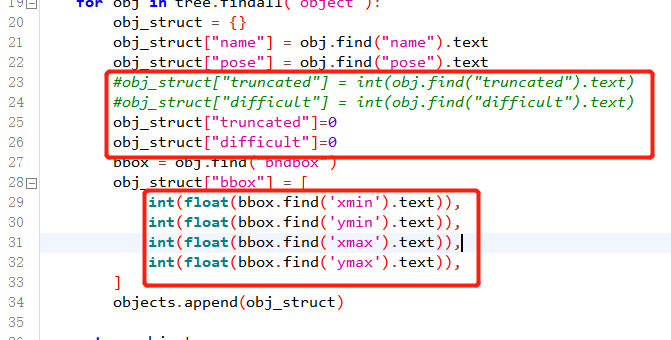 19 for obj in tree.findall("object"):
20 obj_struct = {}
21 obj_struct["name"] = obj.find("name").text
22 obj_struct["pose"] = obj.find("pose").text
23 #obj_struct["truncated"] = int(obj.find("truncated").text)
24 #obj_struct["difficult"] = int(obj.find("difficult").text)
25 obj_struct["truncated"]=0
26 obj_struct["difficult"]=0
27 bbox = obj.find("bndbox")
28 obj_struct["bbox"] = [
29 int(float(bbox.find('xmin').text)),
30 int(float(bbox.find('ymin').text)),
31 int(float(bbox.find('xmax').text)),
32 int(float(bbox.find('ymax').text)),
33 ]
34 objects.append(obj_struct)
35